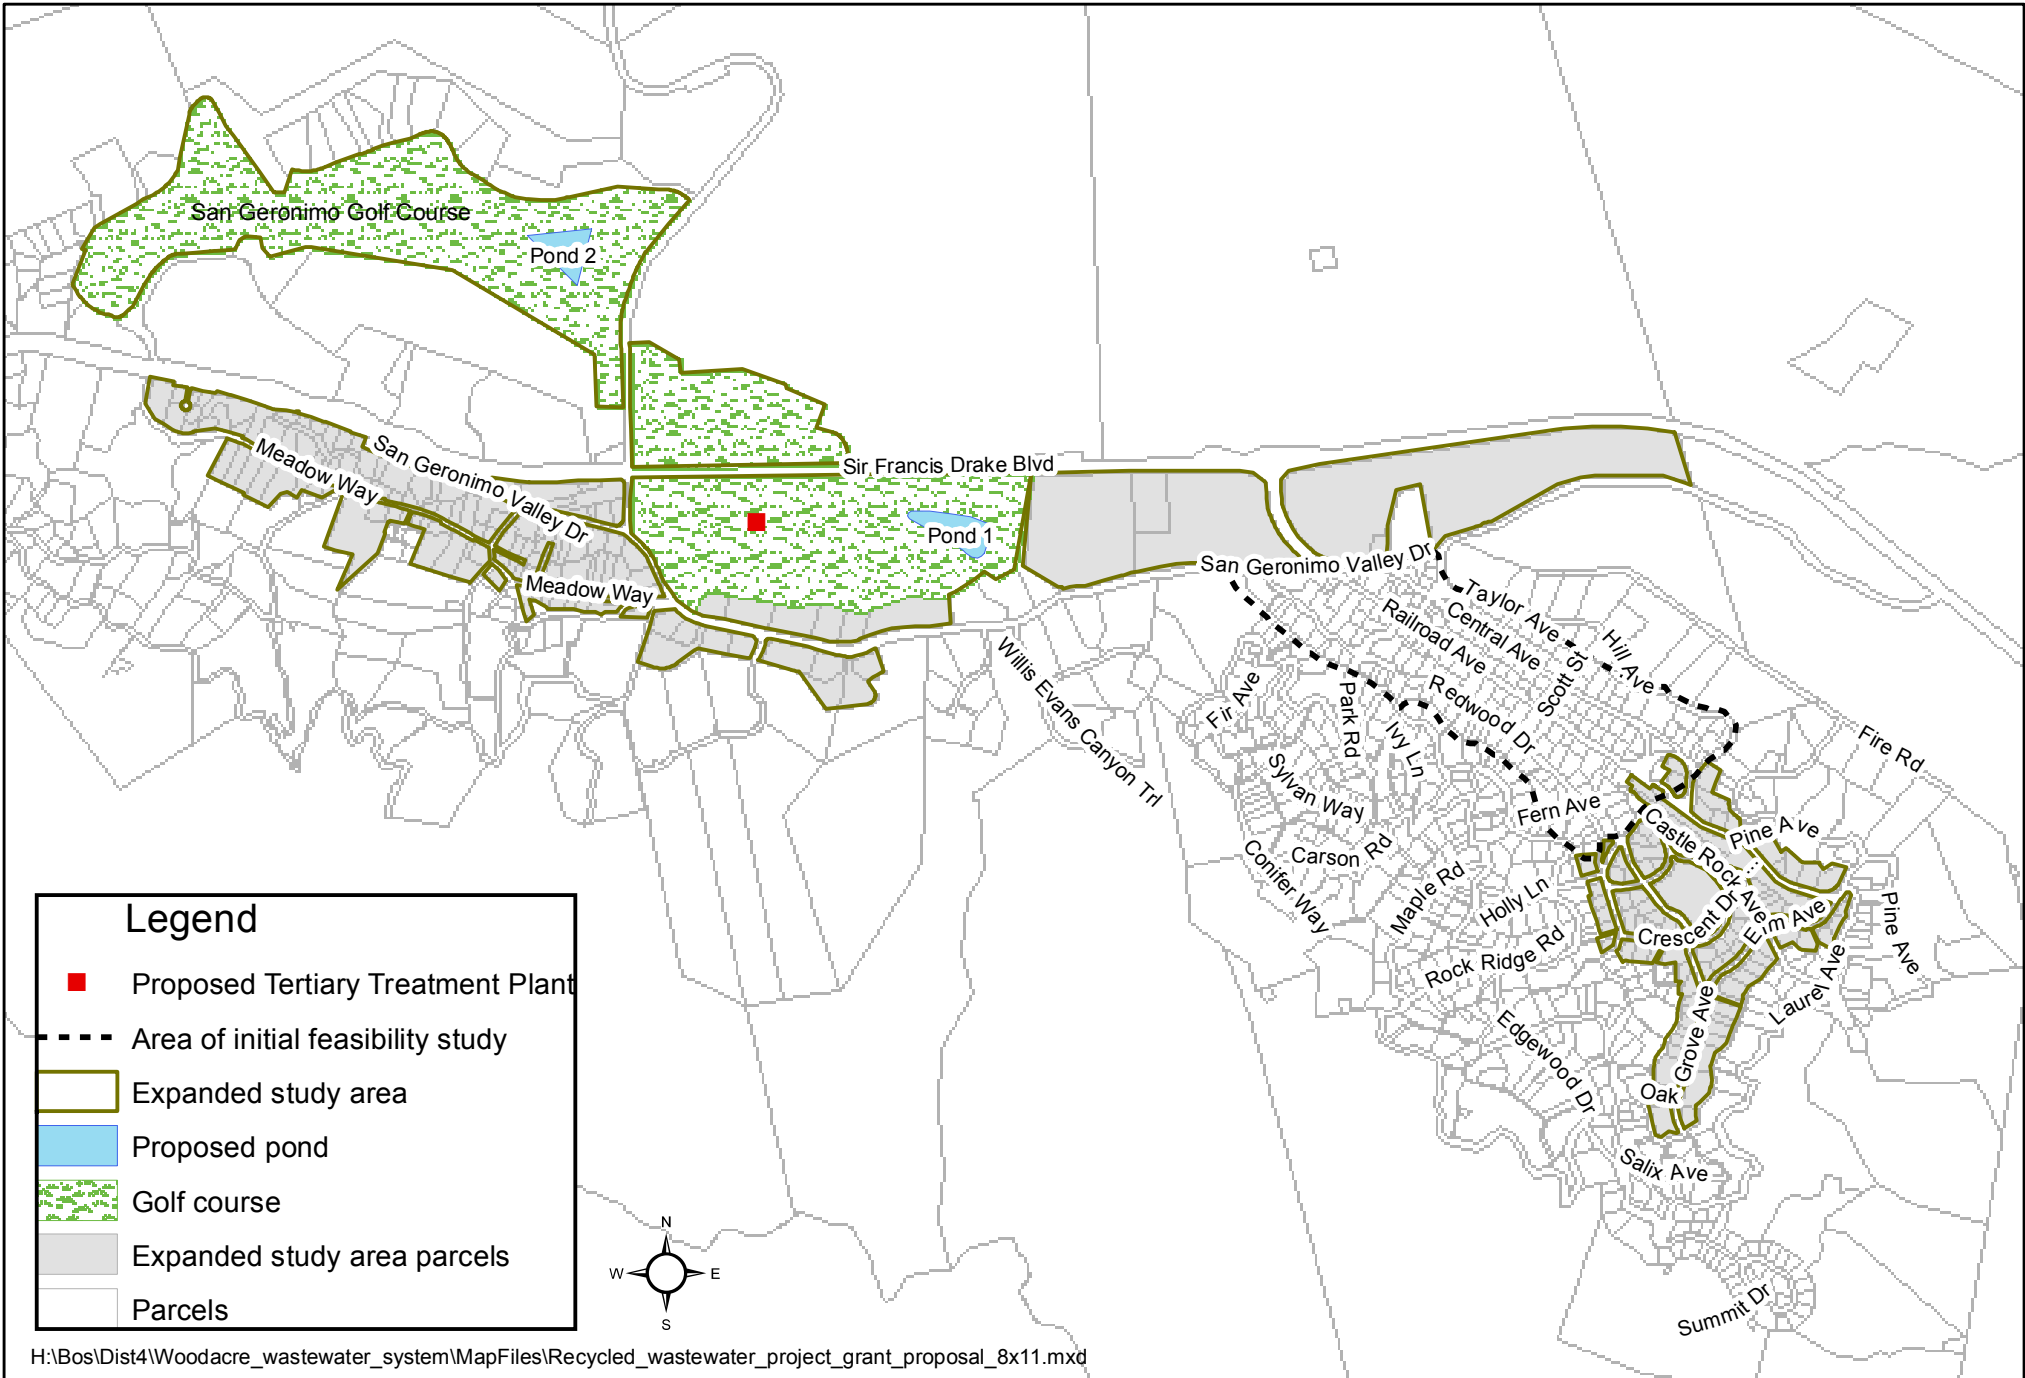 San Geronimo Golf Course
Pond 2
Sir Francis Drake Blvd
San Geronimo Valley Dr
Meadow Way
Pond 1
Meadow Way
San Geronimo Valley Dr
Taylor Ave
Hill Ave
Central Ave
Railroad Ave
Scott St
Redwood Dr
Willis Evans Canyon Trl
Fir Ave
Park Rd
Ivy Ln
Fire Rd
Sylvan Way
Fern Ave
Castle Rock Ave
Pine Ave
Carson Rd
Conifer Way
Maple Rd
Holly Ln
Crescent Dr
Elm Ave
Pine Ave
Rock Ridge Rd
Laurel Ave
Edgewood Dr
Oak Grove Ave
Salix Ave
Summit Dr
Legend
Proposed Tertiary Treatment Plant
Area of initial feasibility study
Expanded study area
Proposed pond
Golf course
Expanded study area parcels
Parcels
N
W
E
S
H:\Bos\Dist4\Woodacre_wastewater_system\MapFiles\Recycled_wastewater_project_grant_proposal_8x11.mxd